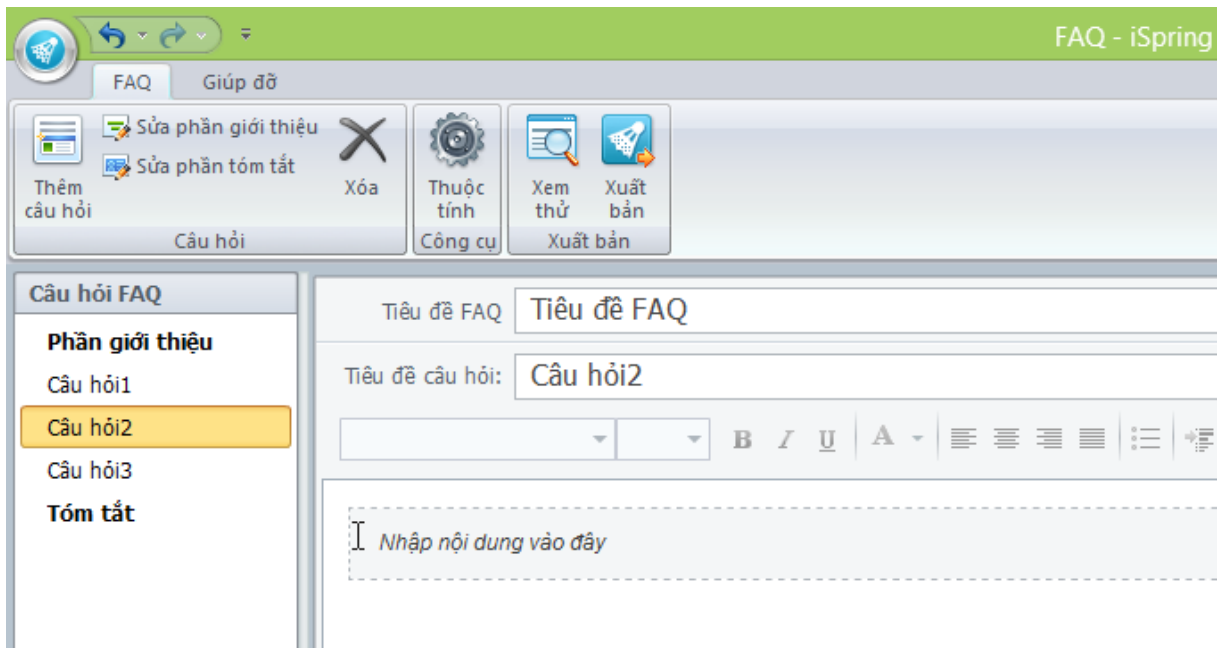 FAQ - iSpring
FAQ Giúp đỡ
Sửa phần giới thiệu
Sửa phần tóm tắt
Thêm
câu hỏi
Xóa
Thuộc
tính
Xem
thử
Xuất
bản
Câu hỏi
Công cụ
Xuất bản
Câu hỏi FAQ
Phần giới thiệu
Câu hỏi1
Câu hỏi2
Câu hỏi3
Tóm tắt
Tiêu đề FAQ Tiêu đề FAQ
Tiêu đề câu hỏi: Câu hỏi2
B I U A
Nhập nội dung vào đây